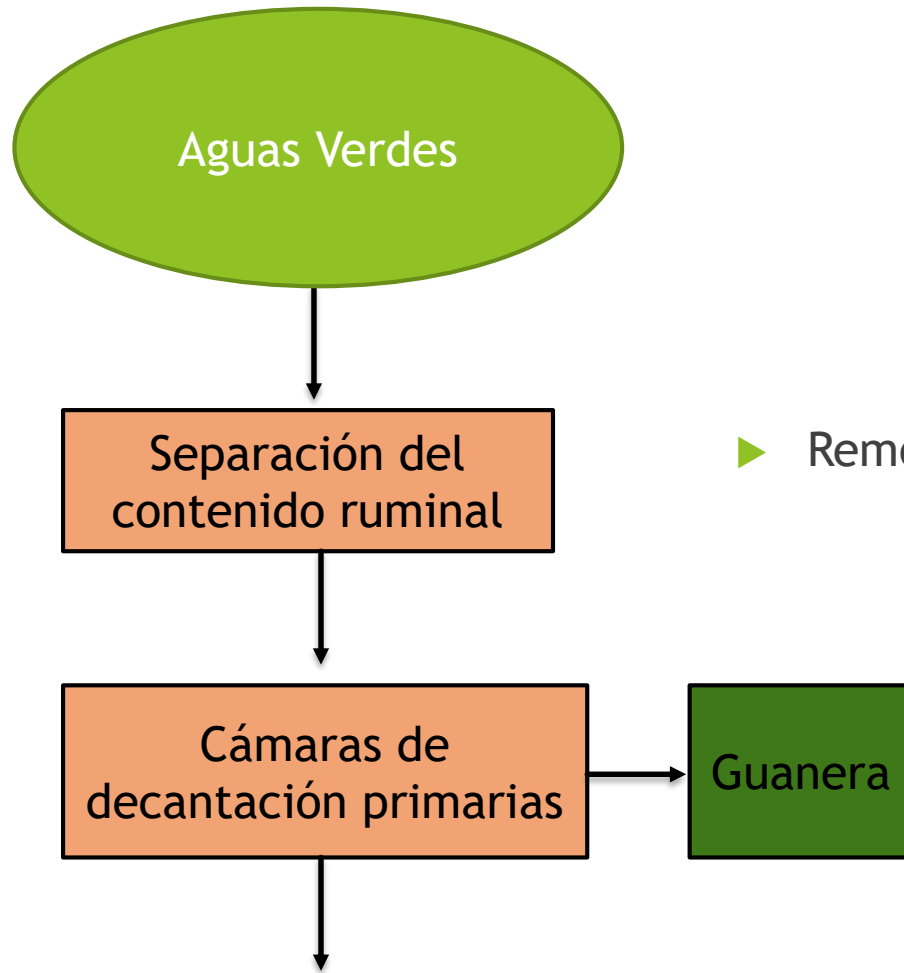 Aguas Verdes
Separación del
contenido ruminal
Cámaras de
decantación primarias
Guanera